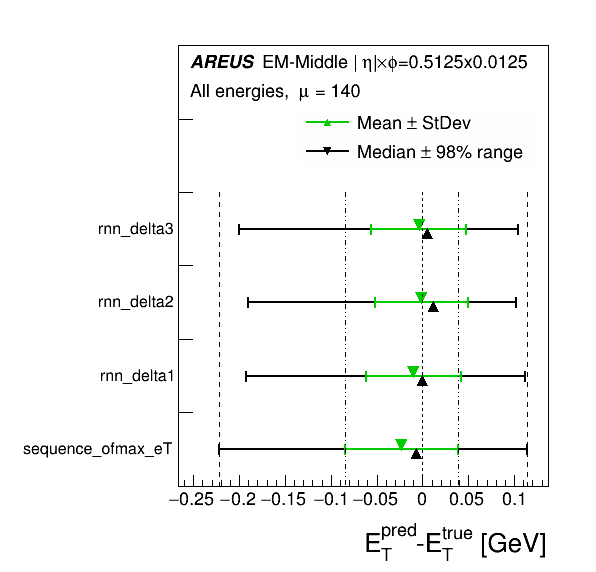 AREUS EM-Middle | η|×ϕ=0.5125x0.0125
All energies, μ = 140
Mean ± StDev
Median ± 98% range
rnn_delta3
rnn_delta2
rnn_delta1
sequence_ofmax_eT
−0.25 −0.2 −0.15 −0.1 −0.05 0 0.05 0.1
E_T^pred-E_T^true [GeV]